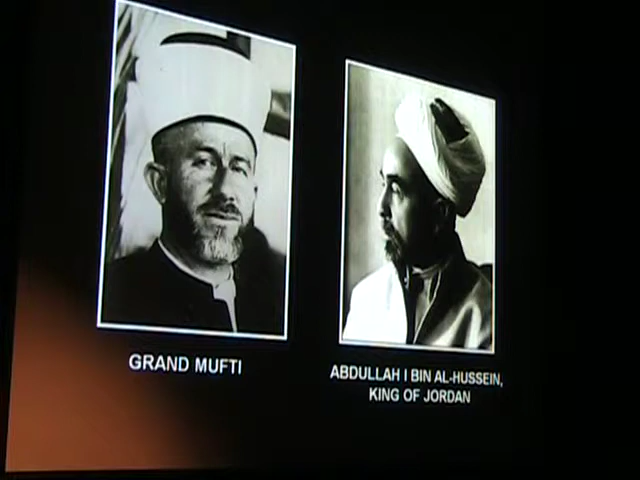 GRAND MUFTI
ABDULLAH I BIN AL-HUSSEIN,
KING OF JORDAN